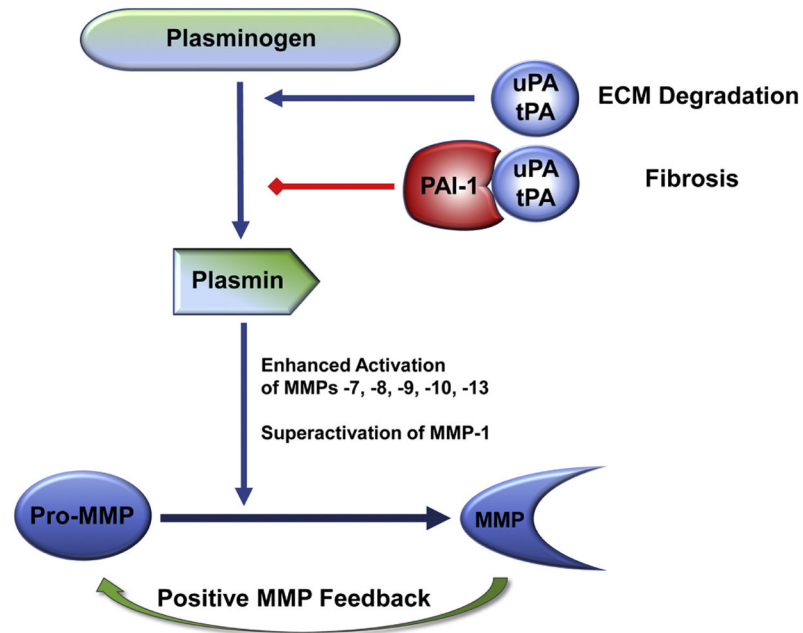 Plasminogen
uPA
tPA
ECM Degradation
PAI-1
uPA
tPA
Fibrosis
Plasmin
Enhanced Activation
of MMPs -7, -8, -9, -10, -13
Superactivation of MMP-1
Pro-MMP
MMP
Positive MMP Feedback